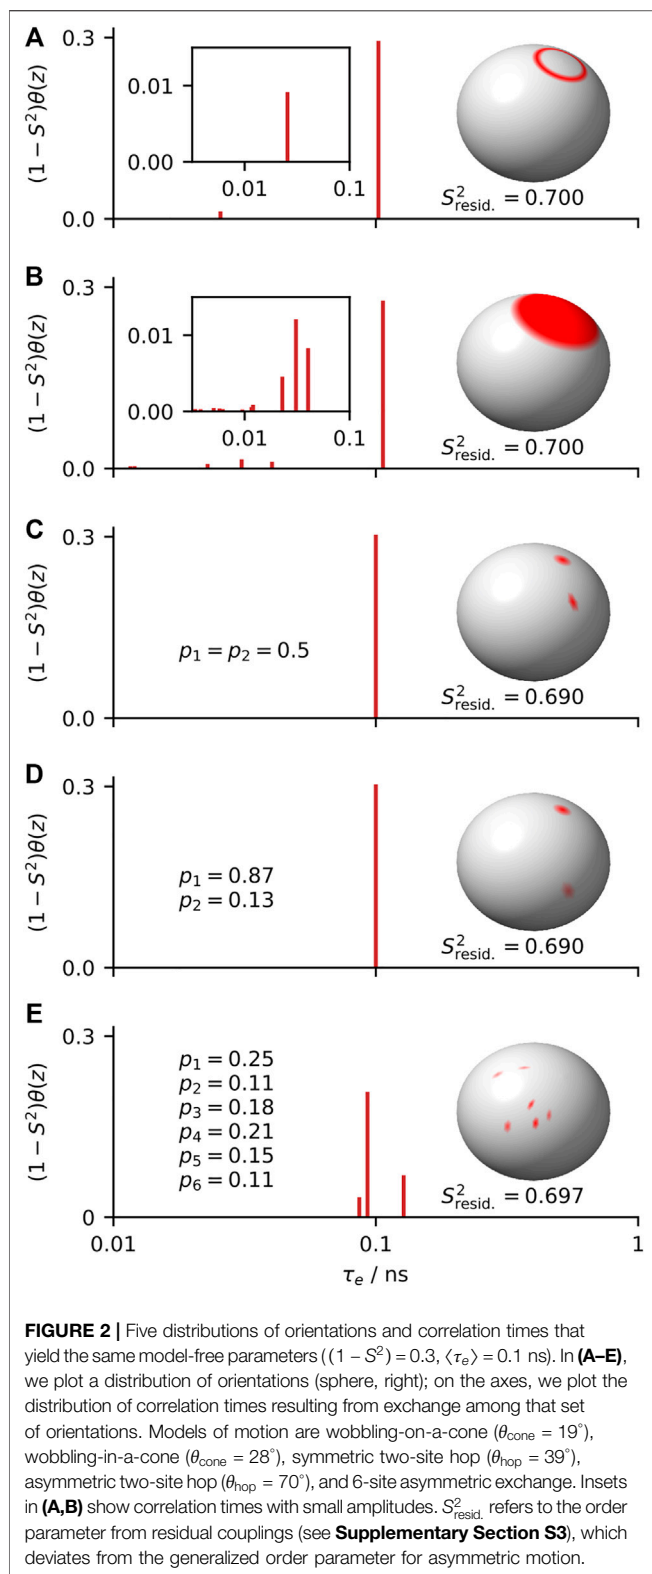 A
0.3
0.0
(1 − S²)θ(z)
0.01
0.00
0.01 0.1
S²resid. = 0.700
B
0.3
0.0
(1 − S²)θ(z)
0.01
0.00
0.01 0.1
S²resid. = 0.700
C
0.3
0.0
(1 − S²)θ(z)
p₁ = p₂ = 0.5
S²resid. = 0.690
D
0.3
0.0
(1 − S²)θ(z)
p₁ = 0.87
p₂ = 0.13
S²resid. = 0.690
E
0.3
0
(1 − S²)θ(z)
p₁ = 0.25
p₂ = 0.11
p₃ = 0.18
p₄ = 0.21
p₅ = 0.15
p₆ = 0.11
S²resid. = 0.697
0.01 0.1 1
τₑ / ns
FIGURE 2 | Five distributions of orientations and correlation times that
yield the same model-free parameters ((1 − S²) = 0.3, ⟨τₑ⟩ = 0.1 ns). In (A–E),
we plot a distribution of orientations (sphere, right); on the axes, we plot the
distribution of correlation times resulting from exchange among that set
of orientations. Models of motion are wobbling-on-a-cone (θcone = 19°),
wobbling-in-a-cone (θcone = 28°), symmetric two-site hop (θhop = 39°),
asymmetric two-site hop (θhop = 70°), and 6-site asymmetric exchange. Insets
in (A,B) show correlation times with small amplitudes. S²resid. refers to the order
parameter from residual couplings (see Supplementary Section S3), which
deviates from the generalized order parameter for asymmetric motion.